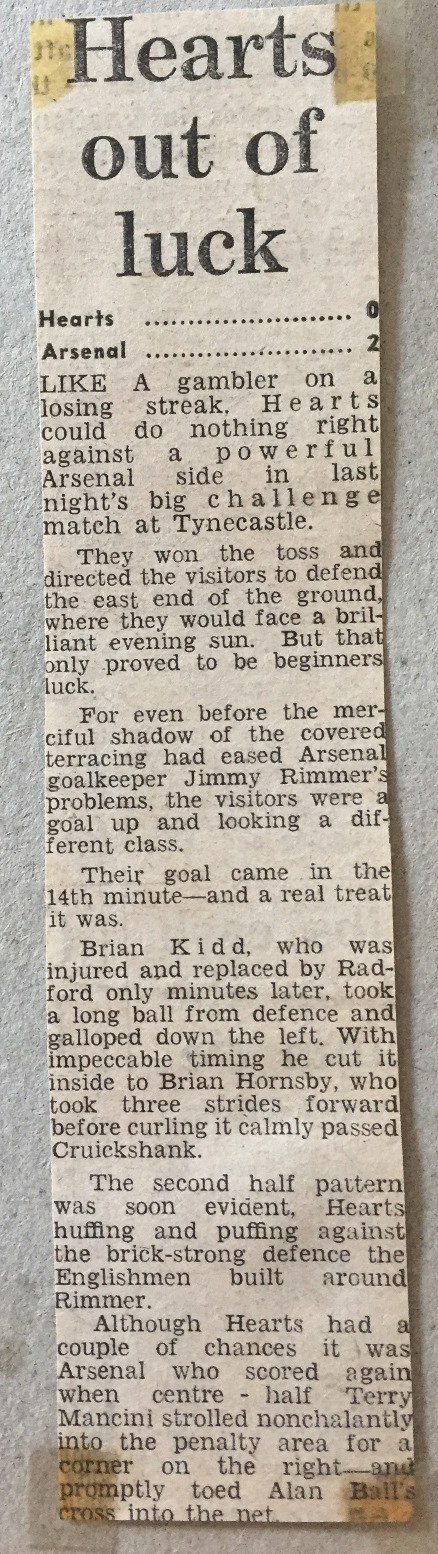 Hearts
out of
luck
Hearts ........................ 0
Arsenal ........................ 2
LIKE A gambler on a
losing streak, Hearts
could do nothing right
against a powerful
Arsenal side in last
night's big challenge
match at Tynecastle.
They won the toss and
directed the visitors to defend
the east end of the ground,
where they would face a bril-
liant evening sun. But that
only proved to be beginners
luck.
For even before the mer-
ciful shadow of the covered
terracing had eased Arsenal
goalkeeper Jimmy Rimmer's
problems, the visitors were a
goal up and looking a dif-
ferent class.
Their goal came in the
14th minute—and a real treat
it was.
Brian Kidd, who was
injured and replaced by Rad-
ford only minutes later, took
a long ball from defence and
galloped down the left. With
impeccable timing he cut it
inside to Brian Hornsby, who
took three strides forward
before curling it calmly passed
Cruickshank.
The second half pattern
was soon evident, Hearts
huffing and puffing against
the brick-strong defence the
Englishmen built around
Rimmer.
Although Hearts had a
couple of chances it was
Arsenal who scored again
when centre - half Terry
Mancini strolled nonchalantly
into the penalty area for a
corner on the right—and
promptly toed Alan Ball's
cross into the net.